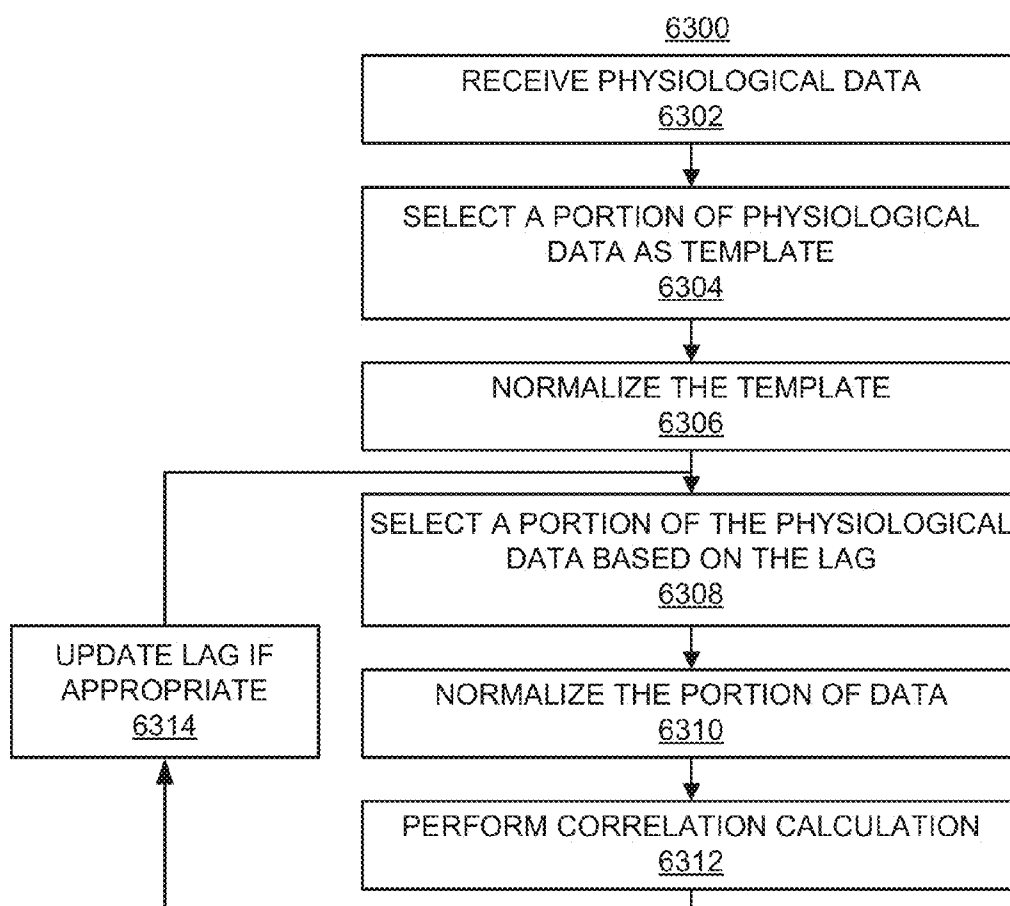 6300
RECEIVE PHYSIOLOGICAL DATA
6302
SELECT A PORTION OF PHYSIOLOGICAL
DATA AS TEMPLATE
6304
NORMALIZE THE TEMPLATE
6306
SELECT A PORTION OF THE PHYSIOLOGICAL
DATA BASED ON THE LAG
6308
UPDATE LAG IF
APPROPRIATE
6314
NORMALIZE THE PORTION OF DATA
6310
PERFORM CORRELATION CALCULATION
6312